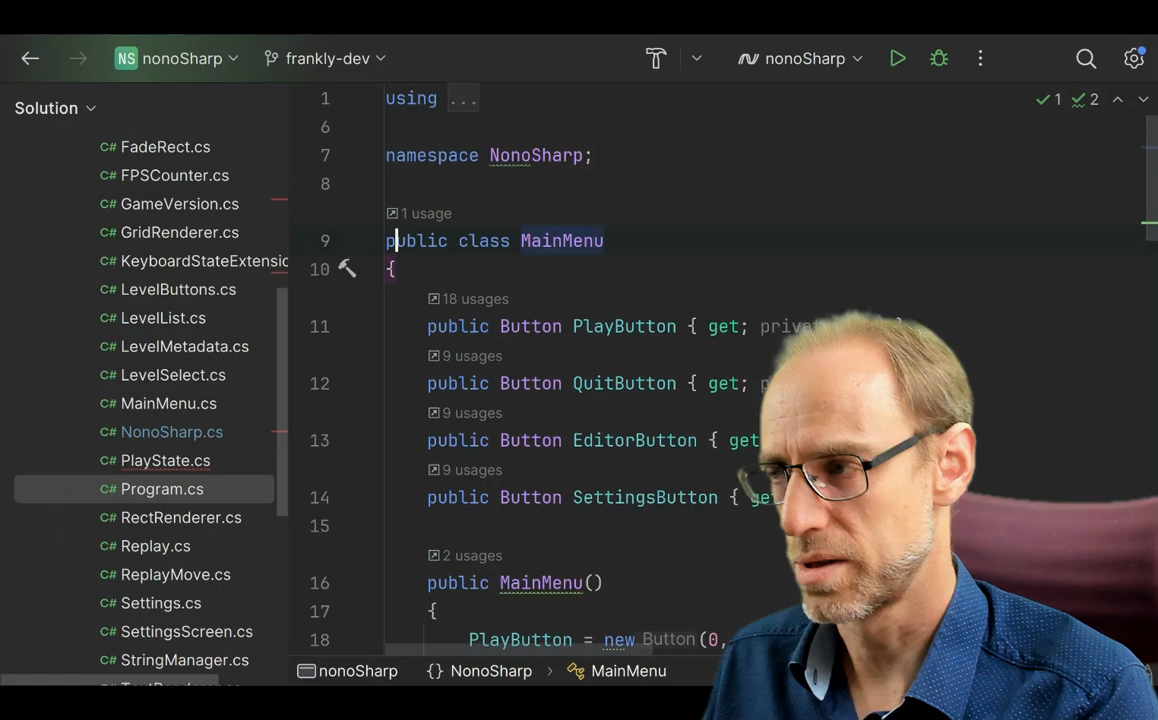 NS nonoSharp frankly-dev nonoSharp
Solution
FadeRect.cs
FPSCounter.cs
GameVersion.cs
GridRenderer.cs
KeyboardStateExtensic
LevelButtons.cs
LevelList.cs
LevelMetadata.cs
LevelSelect.cs
MainMenu.cs
NonoSharp.cs
PlayState.cs
Program.cs
RectRenderer.cs
Replay.cs
ReplayMove.cs
Settings.cs
SettingsScreen.cs
StringManager.cs
1 using ...
1 2
6
7 namespace NonoSharp;
8
1 usage
9 public class MainMenu
10 {
18 usages
11 public Button PlayButton { get;
9 usages
12 public Button QuitButton { get;
9 usages
13 public Button EditorButton { get
9 usages
14 public Button SettingsButton {
15
2 usages
16 public MainMenu()
17 {
18 PlayButton = new Button(0,
nonoSharp {} NonoSharp > MainMenu